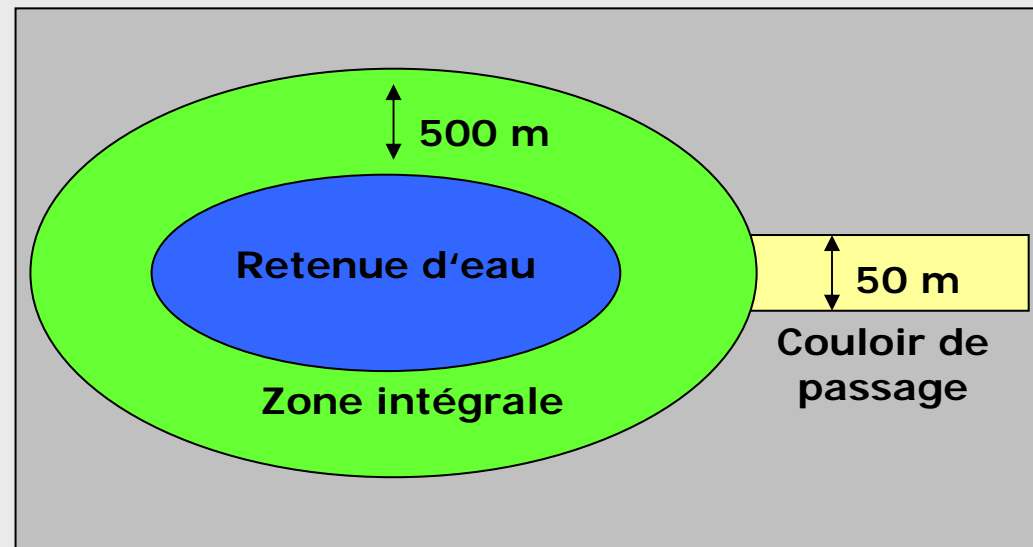 500 m
Retenue d‘eau
50 m
Couloir de
passage
Zone intégrale